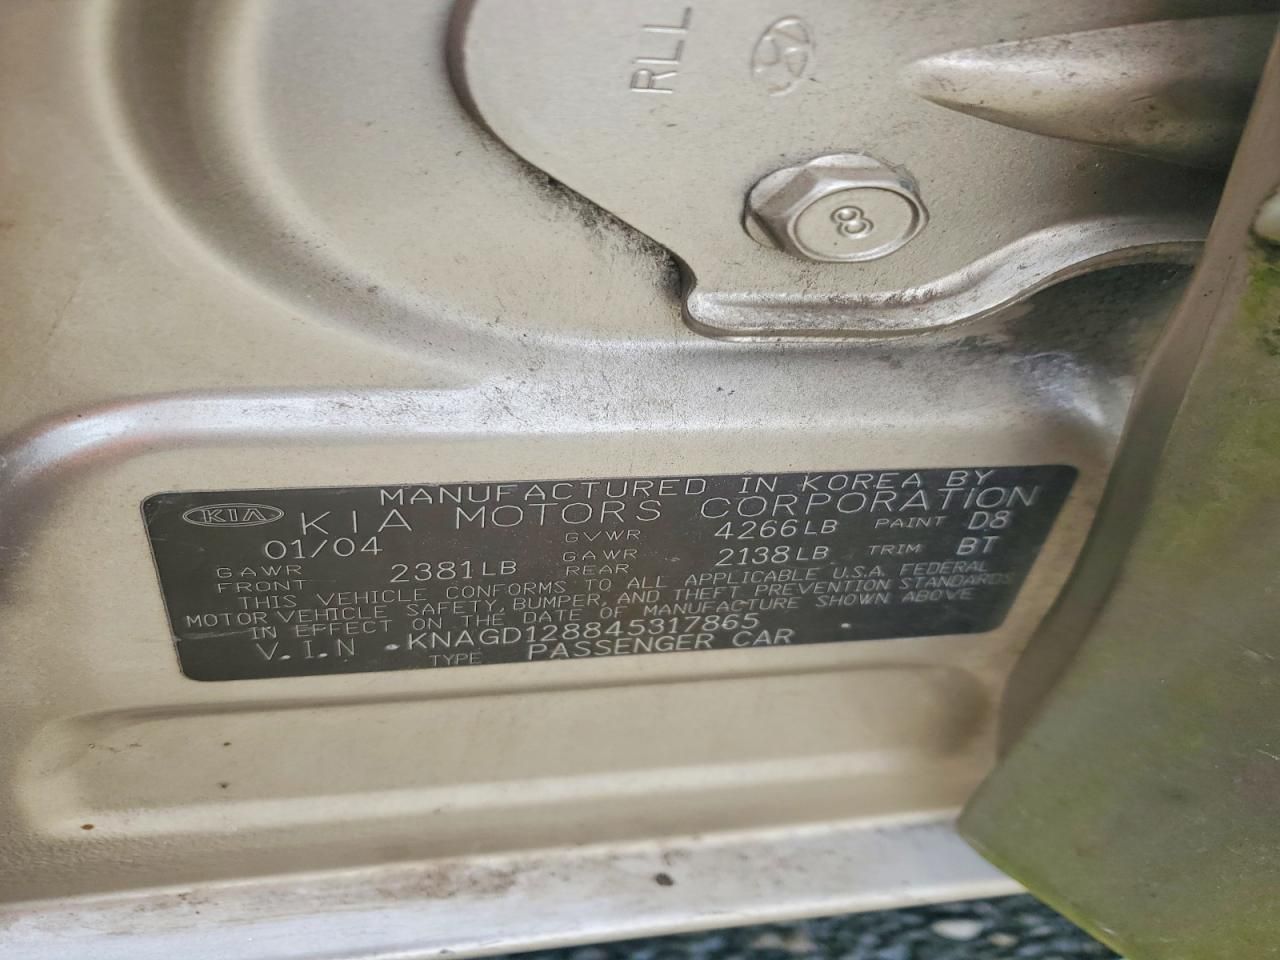 RLL
8
MANUFACTURED IN KOREA BY
KIA KIA MOTORS CORPORATION
01/04 GVWR 4266LB PAINT D8
GAWR FRONT 2381LB GAWR REAR 2138LB TRIM BT
THIS VEHICLE CONFORMS TO ALL APPLICABLE U.S.A. FEDERAL
MOTOR VEHICLE SAFETY, BUMPER, AND THEFT PREVENTION STANDARDS
IN EFFECT ON THE DATE OF MANUFACTURE SHOWN ABOVE
V.I.N KNAGD128845317865
TYPE PASSENGER CAR